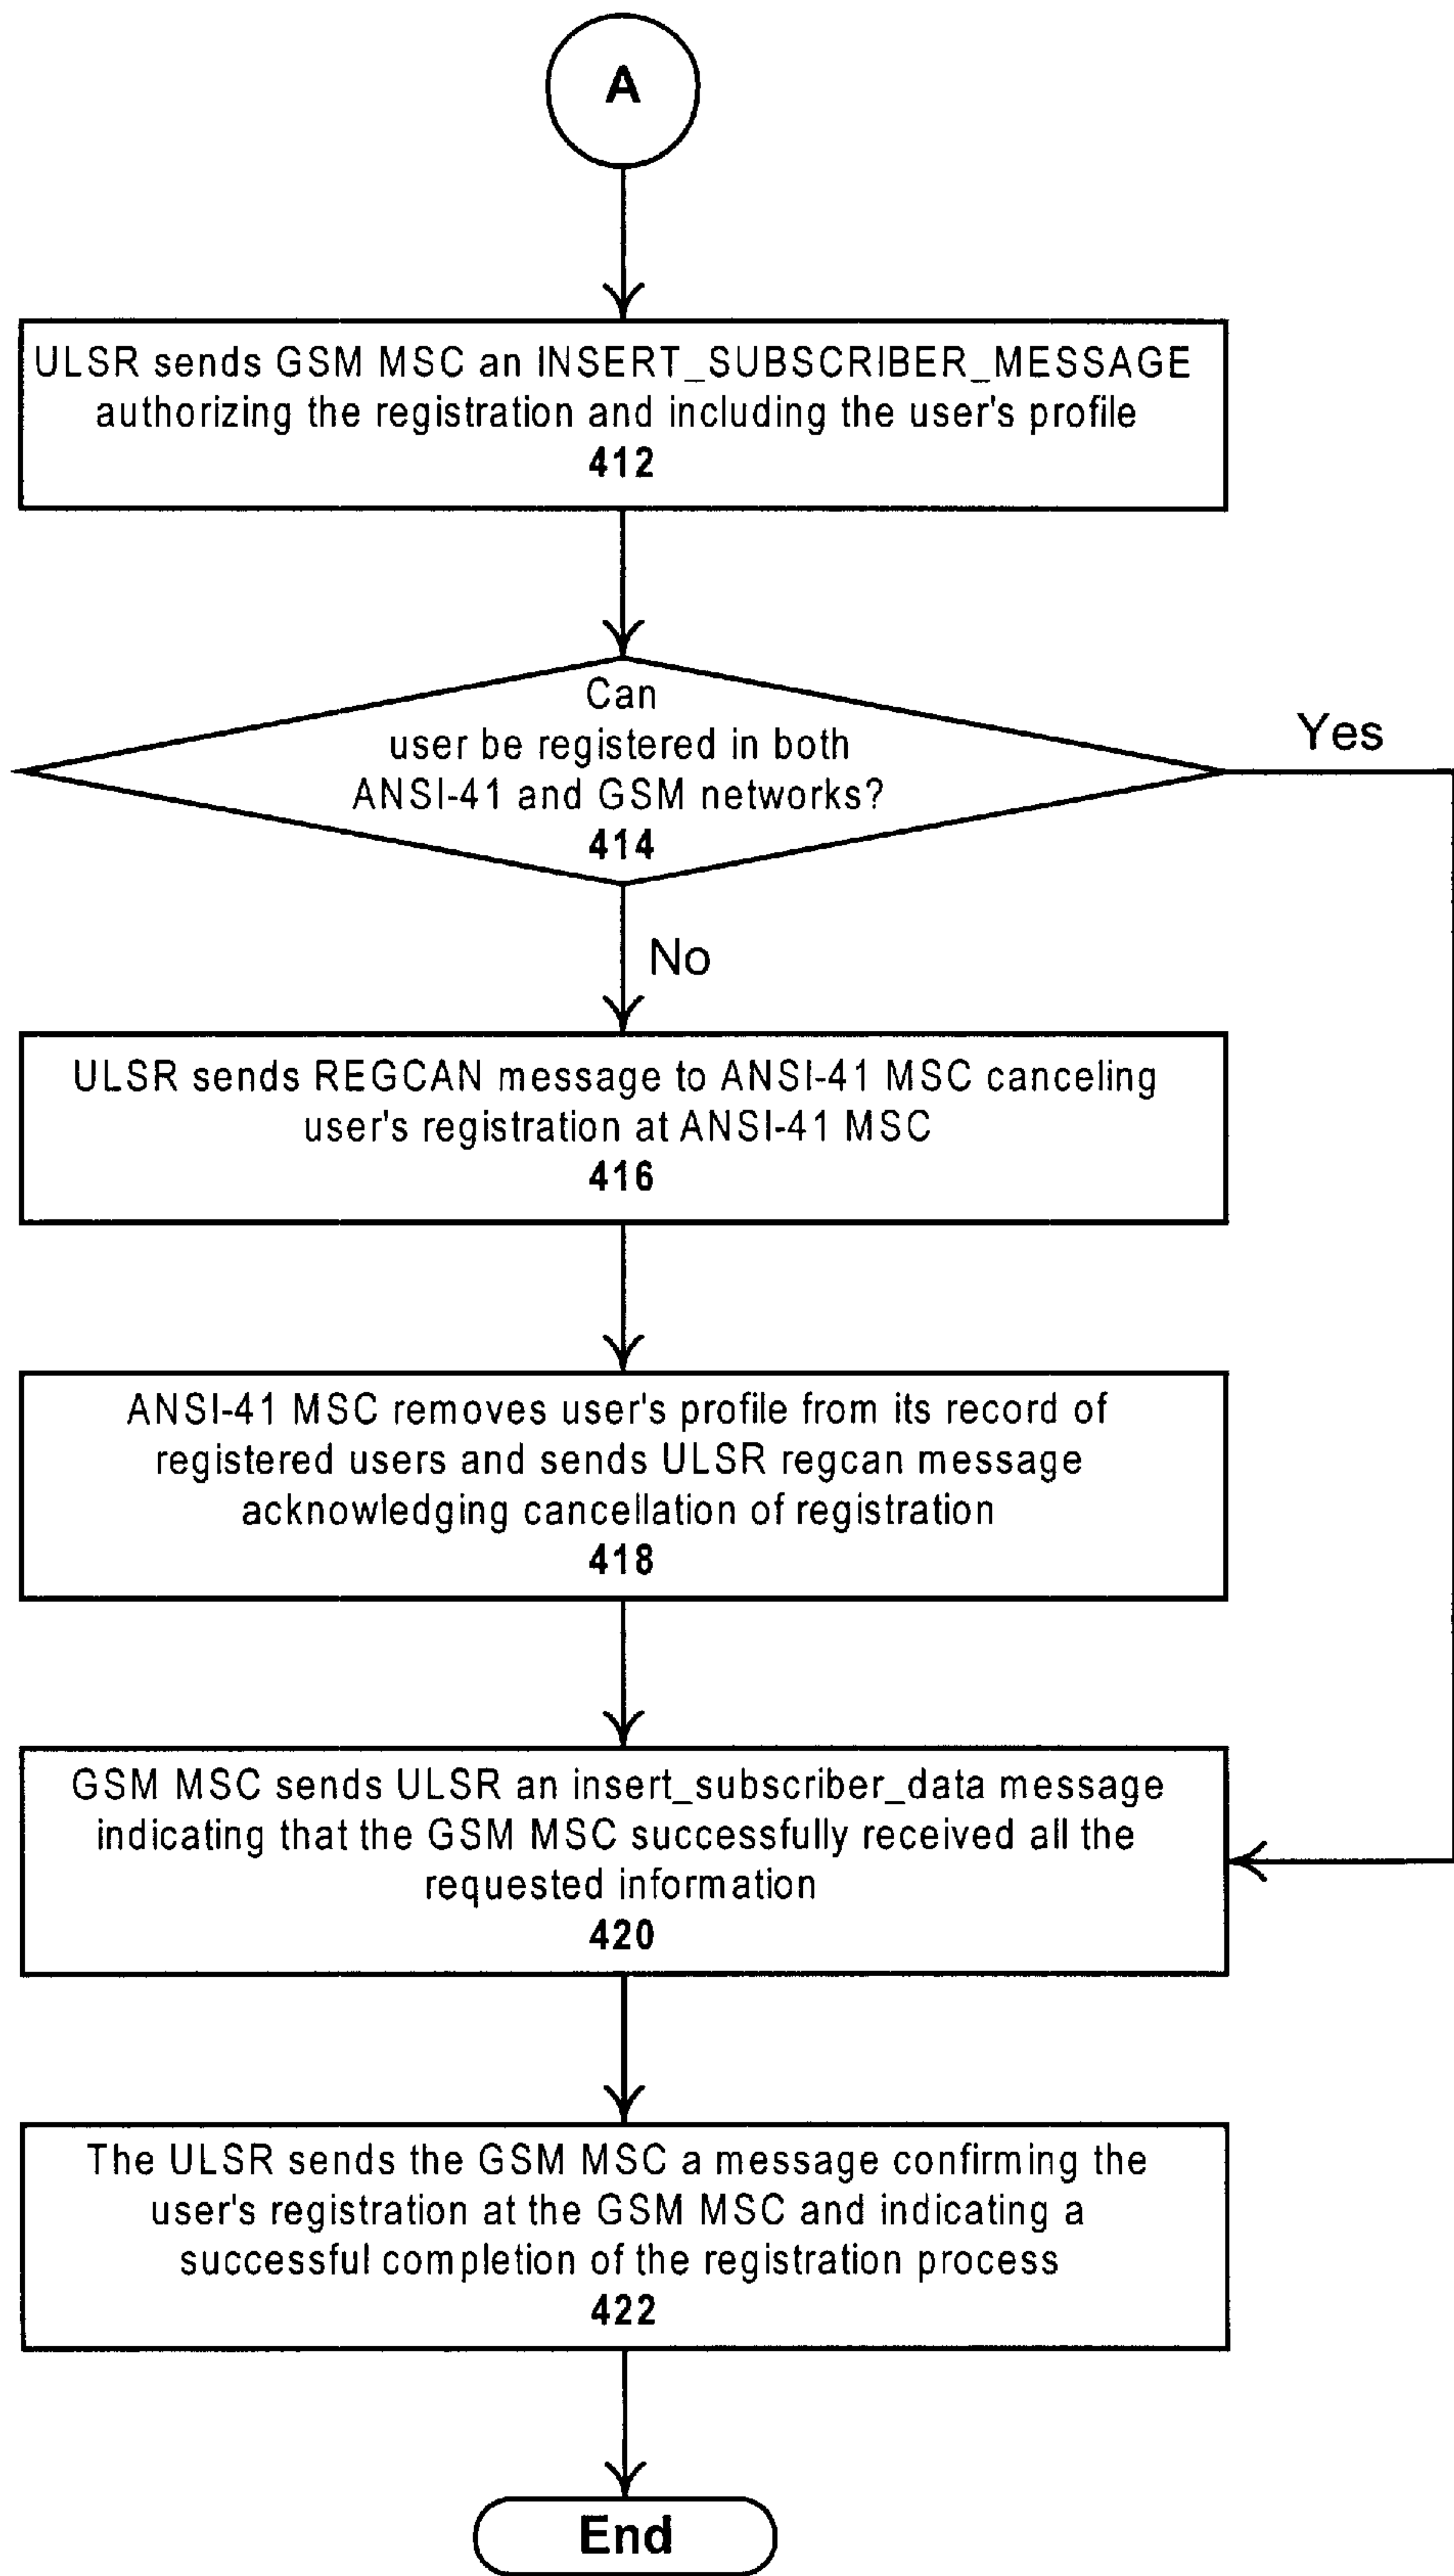 A
ULSR sends GSM MSC an INSERT_SUBSCRIBER_MESSAGE
authorizing the registration and including the user's profile
412
Can
user be registered in both
ANSI-41 and GSM networks?
414
Yes
No
ULSR sends REGCAN message to ANSI-41 MSC canceling
user's registration at ANSI-41 MSC
416
ANSI-41 MSC removes user's profile from its record of
registered users and sends ULSR regcan message
acknowledging cancellation of registration
418
GSM MSC sends ULSR an insert_subscriber_data message
indicating that the GSM MSC successfully received all the
requested information
420
The ULSR sends the GSM MSC a message confirming the
user's registration at the GSM MSC and indicating a
successful completion of the registration process
422
End